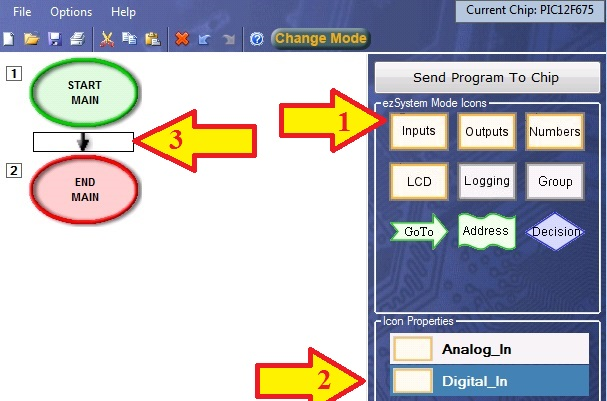 File Options Help
Current Chip: PIC12F675
Change Mode
1
START
MAIN
3
2
END
MAIN
Send Program To Chip
ezSystem Mode Icons
1
Inputs Outputs Numbers
LCD Logging Group
GoTo Address Decision
Icon Properties
Analog_In
2
Digital_In